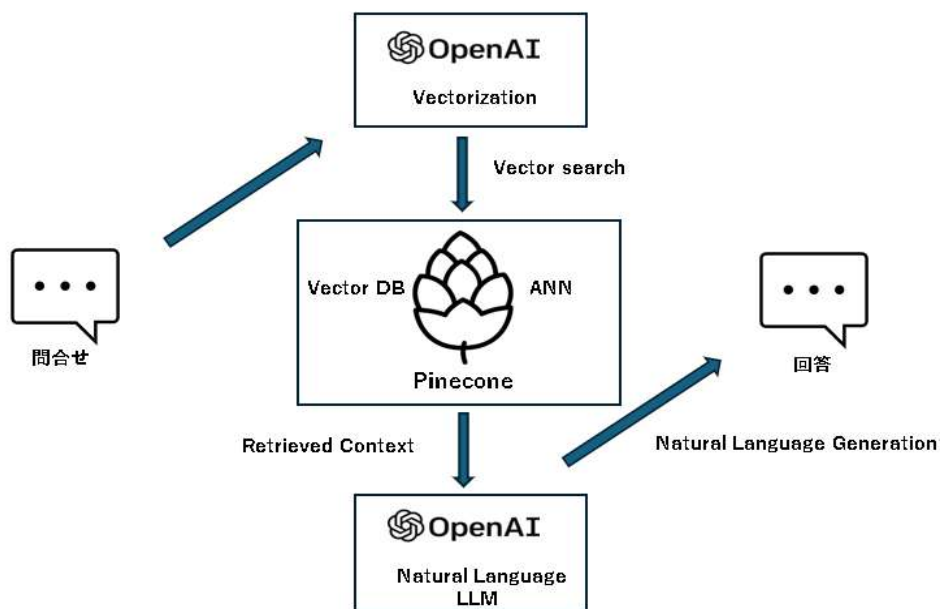 OpenAI
Vectorization
Vector search
Vector DB
ANN
Pinecone
問合せ
回答
Retrieved Context
Natural Language Generation
OpenAI
Natural Language
LLM